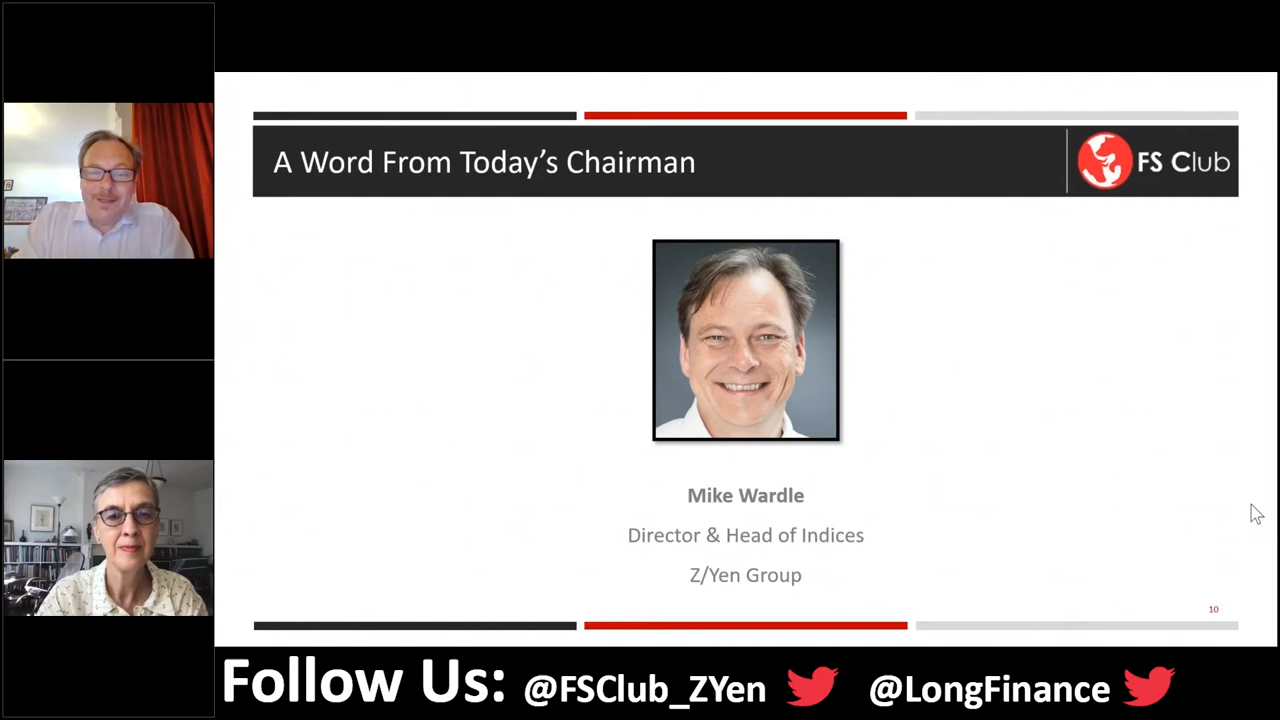 A Word From Today's Chairman
FS Club
Mike Wardle
Director & Head of Indices
Z/Yen Group
10
Follow Us: @FSClub_ZYen @LongFinance